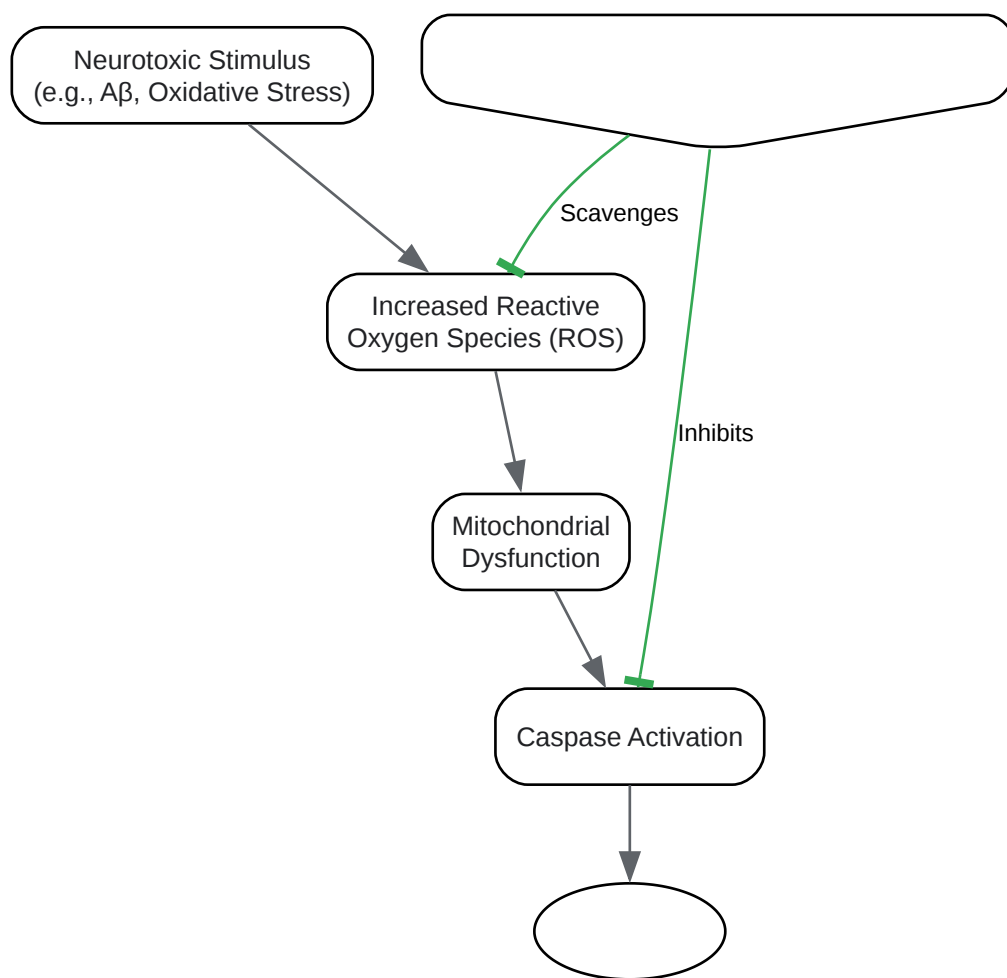 Neurotoxic Stimulus
(e.g., Aβ, Oxidative Stress)
Scavenges
Increased Reactive
Oxygen Species (ROS)
Inhibits
Mitochondrial
Dysfunction
Caspase Activation